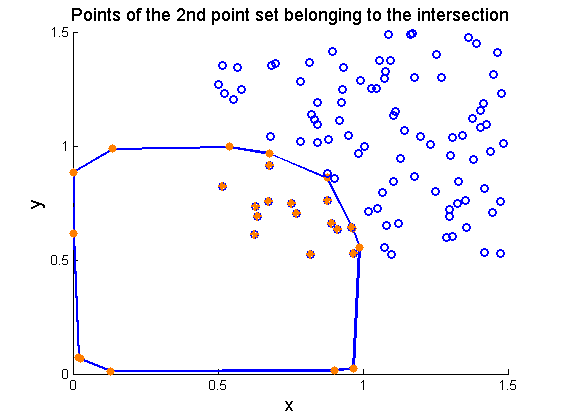 Points of the 2nd point set belonging to the intersection
1.5
1
0.5
0
y
0
0.5
1
1.5
x